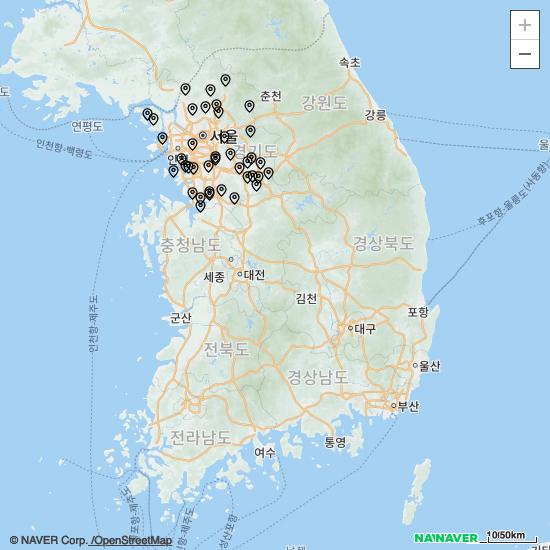 +
−
속초
춘천
강원도
강릉
연평도
서울
인
경기도
인천항-백령도
울
후포항-울릉도(사동항)
충청남도
경상북도
세종
대전
인천항-제주도
김천
포항
군산
대구
전북도
울산
경상남도
부산
전라남도
통영
여수
© NAVER Corp. /OpenStreetMap
NAVER
10/50km